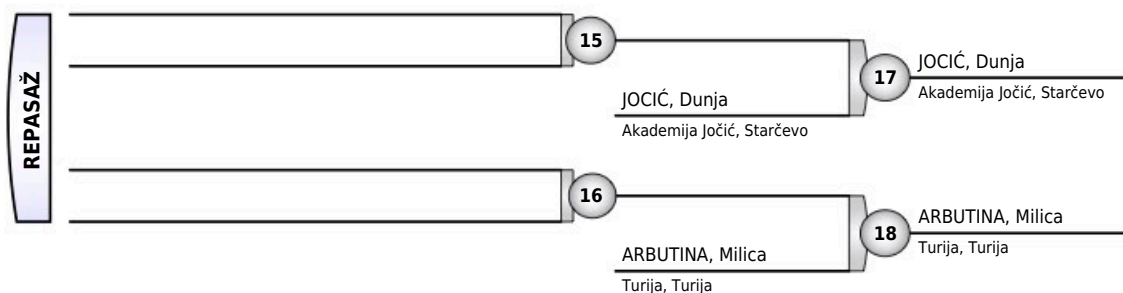 REPASAŽ
15
17
JOCIĆ, Dunja
Akademija Jočić, Starčevo
JOCIĆ, Dunja
Akademija Jočić, Starčevo
16
18
ARBUTINA, Milica
Turija, Turija
ARBUTINA, Milica
Turija, Turija